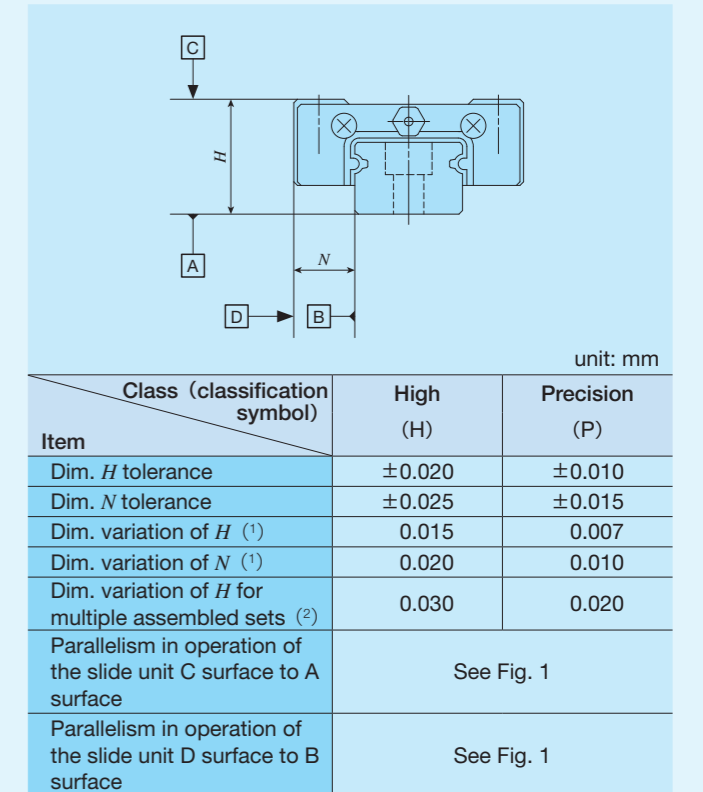 C
H
A
N
D
B
unit: mm
Class（classification
symbol）
Item
High
（H）
Precision
（P）
Dim. H tolerance
±0.020
±0.010
Dim. N tolerance
±0.025
±0.015
Dim. variation of H（¹）
0.015
0.007
Dim. variation of N（¹）
0.020
0.010
Dim. variation of H for
multiple assembled sets（²）
0.030
0.020
Parallelism in operation of
the slide unit C surface to A
surface
See Fig. 1
Parallelism in operation of
the slide unit D surface to B
surface
See Fig. 1